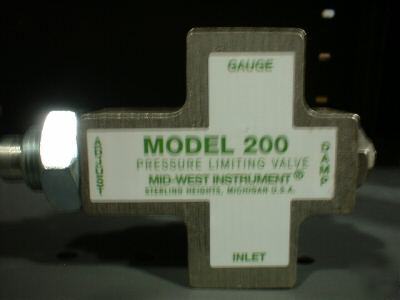 GAUGE
ADJUST
MODEL 200
PRESSURE LIMITING VALVE
MID-WEST INSTRUMENT®
STERLING HEIGHTS, MICHIGAN U.S.A.
DAMP
INLET